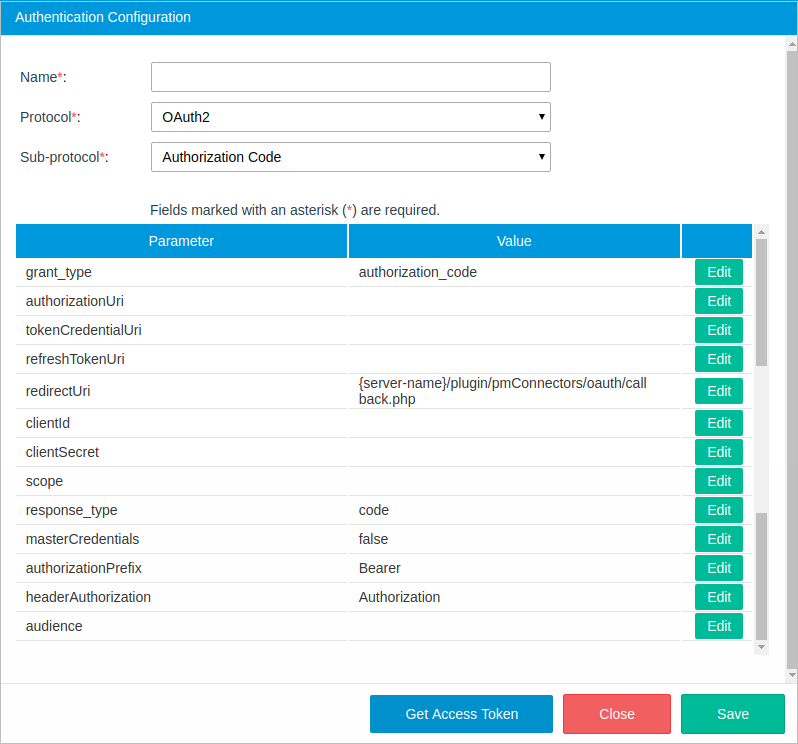 Authentication Configuration
Name*:
Protocol*: OAuth2
Sub-protocol*: Authorization Code
Fields marked with an asterisk (*) are required.
Parameter Value
grant_type authorization_code Edit
authorizationUri Edit
tokenCredentialUri Edit
refreshTokenUri Edit
redirectUri {server-name}/plugin/pmConnectors/oauth/call
back.php Edit
clientId Edit
clientSecret Edit
scope Edit
response_type code Edit
masterCredentials false Edit
authorizationPrefix Bearer Edit
headerAuthorization Authorization Edit
audience Edit
Get Access Token Close Save